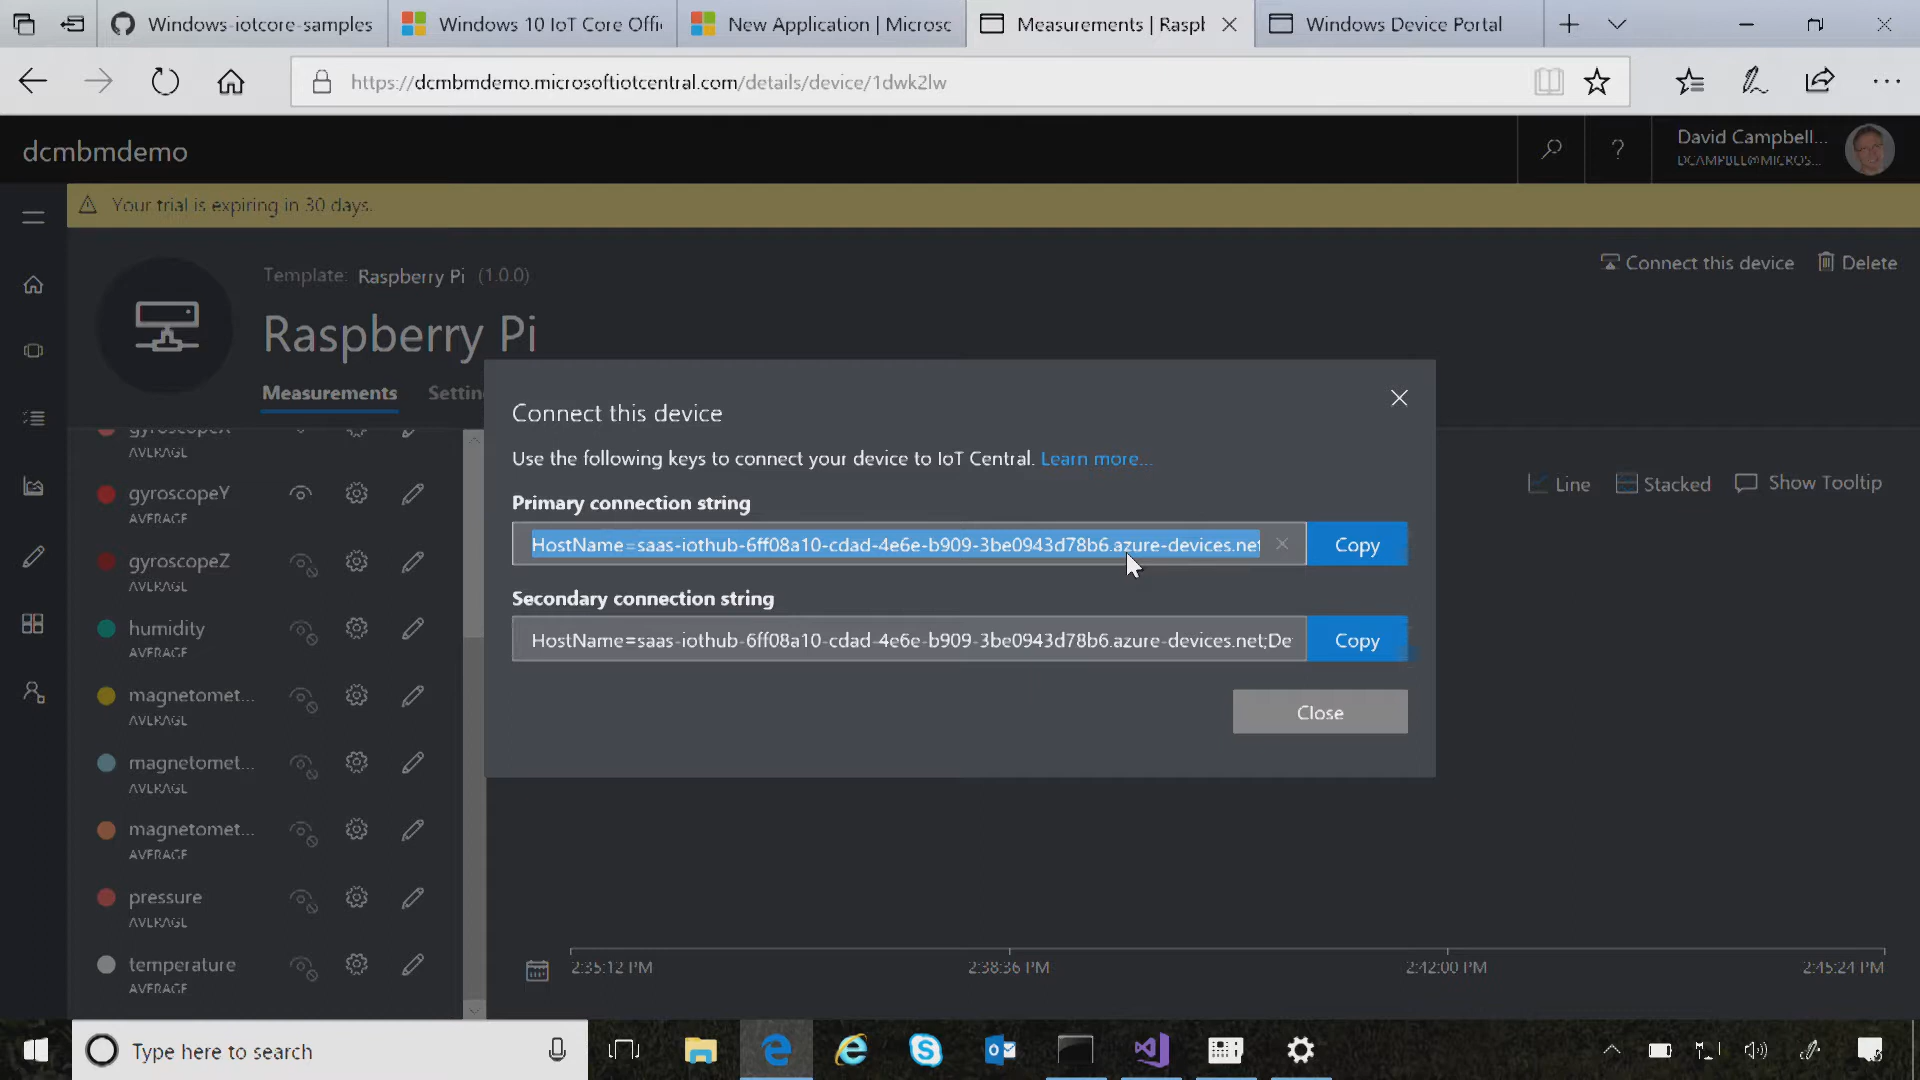 Windows-iotcore-samples
Windows 10 IoT Core Offi
New Application | Microsc
Measurements | Raspl
Windows Device Portal
https://dcmbmdemo.microsoftiotcentral.com/details/device/1dwk2lw
dcmbmdemo
?
David Campbell...
DCAMPBLL@MICROS...
Your trial is expiring in 30 days.
Template: Raspberry Pi (1.0.0)
Connect this device
Delete
Raspberry Pi
Measurements
Settin
gyroscopeX
AVERAGE
gyroscopeY
AVERAGE
gyroscopeZ
AVERAGE
humidity
AVERAGE
magnetomet...
AVERAGE
magnetomet...
AVERAGE
magnetomet...
AVERAGE
pressure
AVERAGE
temperature
AVERAGE
Line
Stacked
Show Tooltip
Connect this device
Use the following keys to connect your device to IoT Central. Learn more...
Primary connection string
HostName=saas-iothub-6ff08a10-cdad-4e6e-b909-3be0943d78b6.azure-devices.net
Copy
Secondary connection string
HostName=saas-iothub-6ff08a10-cdad-4e6e-b909-3be0943d78b6.azure-devices.net;De
Copy
Close
2:35:12 PM
2:38:36 PM
2:42:00 PM
2:45:24 PM
Type here to search